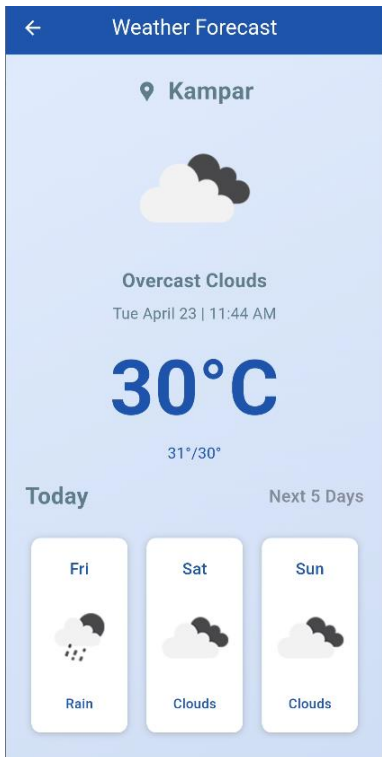 Weather Forecast
Kampar
Overcast Clouds
Tue April 23 | 11:44 AM
30°C
31°/30°
Today Next 5 Days
Fri Sat Sun
Rain Clouds Clouds